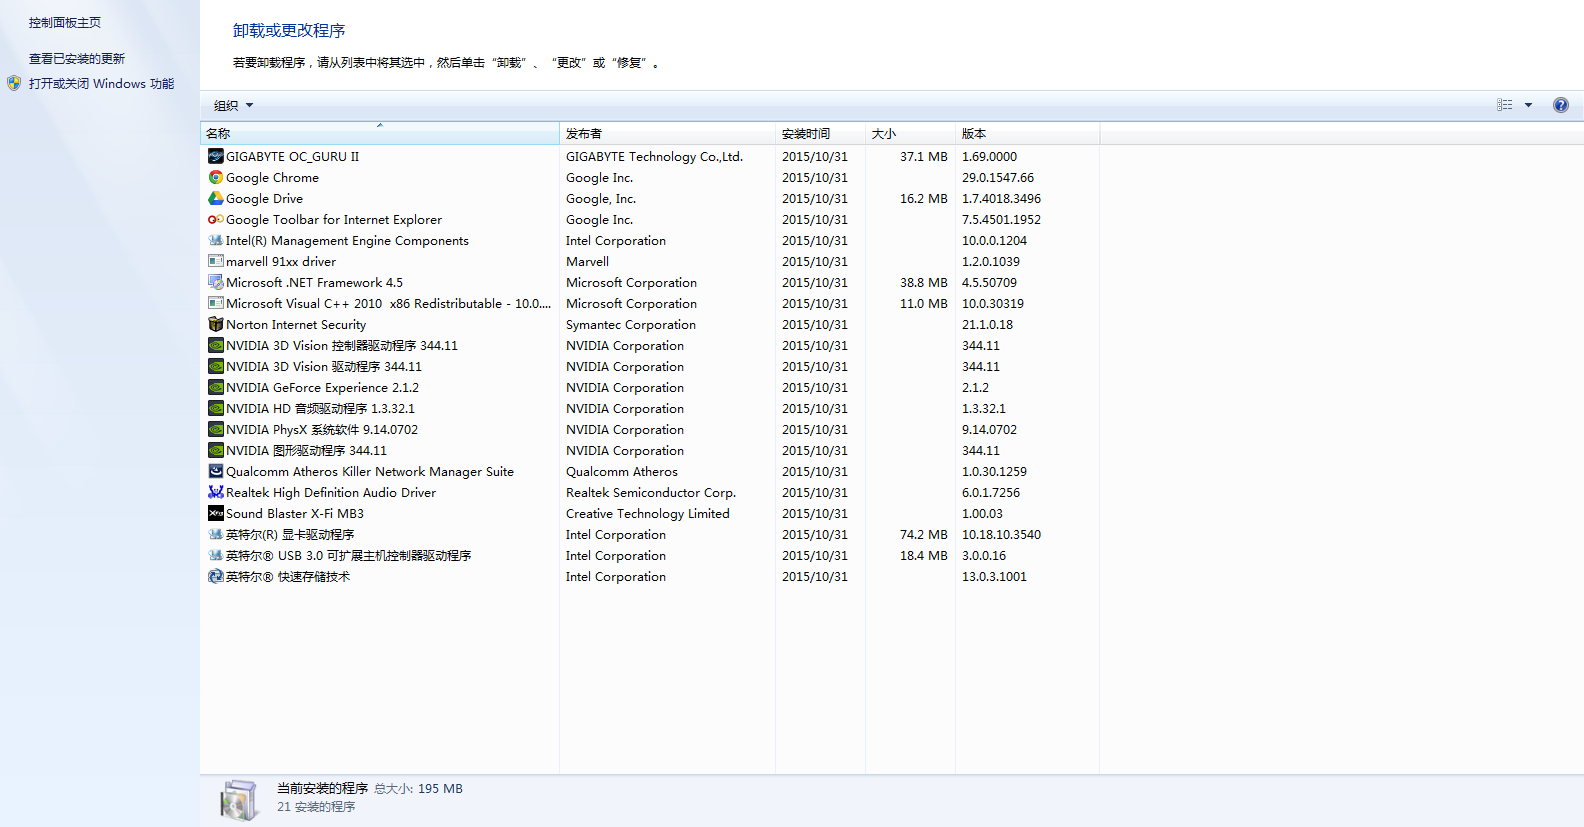 控制面板主页
查看已安装的更新
打开或关闭 Windows 功能
卸载或更改程序
若要卸载程序，请从列表中将其选中，然后单击“卸载”、“更改”或“修复”。
组织
名称 发布者 安装时间 大小 版本
GIGABYTE OC_GURU II GIGABYTE Technology Co.,Ltd. 2015/10/31 37.1 MB 1.69.0000
Google Chrome Google Inc. 2015/10/31 29.0.1547.66
Google Drive Google, Inc. 2015/10/31 16.2 MB 1.7.4018.3496
Google Toolbar for Internet Explorer Google Inc. 2015/10/31 7.5.4501.1952
Intel(R) Management Engine Components Intel Corporation 2015/10/31 10.0.0.1204
marvell 91xx driver Marvell 2015/10/31 1.2.0.1039
Microsoft .NET Framework 4.5 Microsoft Corporation 2015/10/31 38.8 MB 4.5.50709
Microsoft Visual C++ 2010 x86 Redistributable - 10.0.... Microsoft Corporation 2015/10/31 11.0 MB 10.0.30319
Norton Internet Security Symantec Corporation 2015/10/31 21.1.0.18
NVIDIA 3D Vision 控制器驱动程序 344.11 NVIDIA Corporation 2015/10/31 344.11
NVIDIA 3D Vision 驱动程序 344.11 NVIDIA Corporation 2015/10/31 344.11
NVIDIA GeForce Experience 2.1.2 NVIDIA Corporation 2015/10/31 2.1.2
NVIDIA HD 音频驱动程序 1.3.32.1 NVIDIA Corporation 2015/10/31 1.3.32.1
NVIDIA PhysX 系统软件 9.14.0702 NVIDIA Corporation 2015/10/31 9.14.0702
NVIDIA 图形驱动程序 344.11 NVIDIA Corporation 2015/10/31 344.11
Qualcomm Atheros Killer Network Manager Suite Qualcomm Atheros 2015/10/31 1.0.30.1259
Realtek High Definition Audio Driver Realtek Semiconductor Corp. 2015/10/31 6.0.1.7256
Sound Blaster X-Fi MB3 Creative Technology Limited 2015/10/31 1.00.03
英特尔(R) 显卡驱动程序 Intel Corporation 2015/10/31 74.2 MB 10.18.10.3540
英特尔® USB 3.0 可扩展主机控制器驱动程序 Intel Corporation 2015/10/31 18.4 MB 3.0.0.16
英特尔® 快速存储技术 Intel Corporation 2015/10/31 13.0.3.1001
当前安装的程序 总大小: 195 MB
21 安装的程序